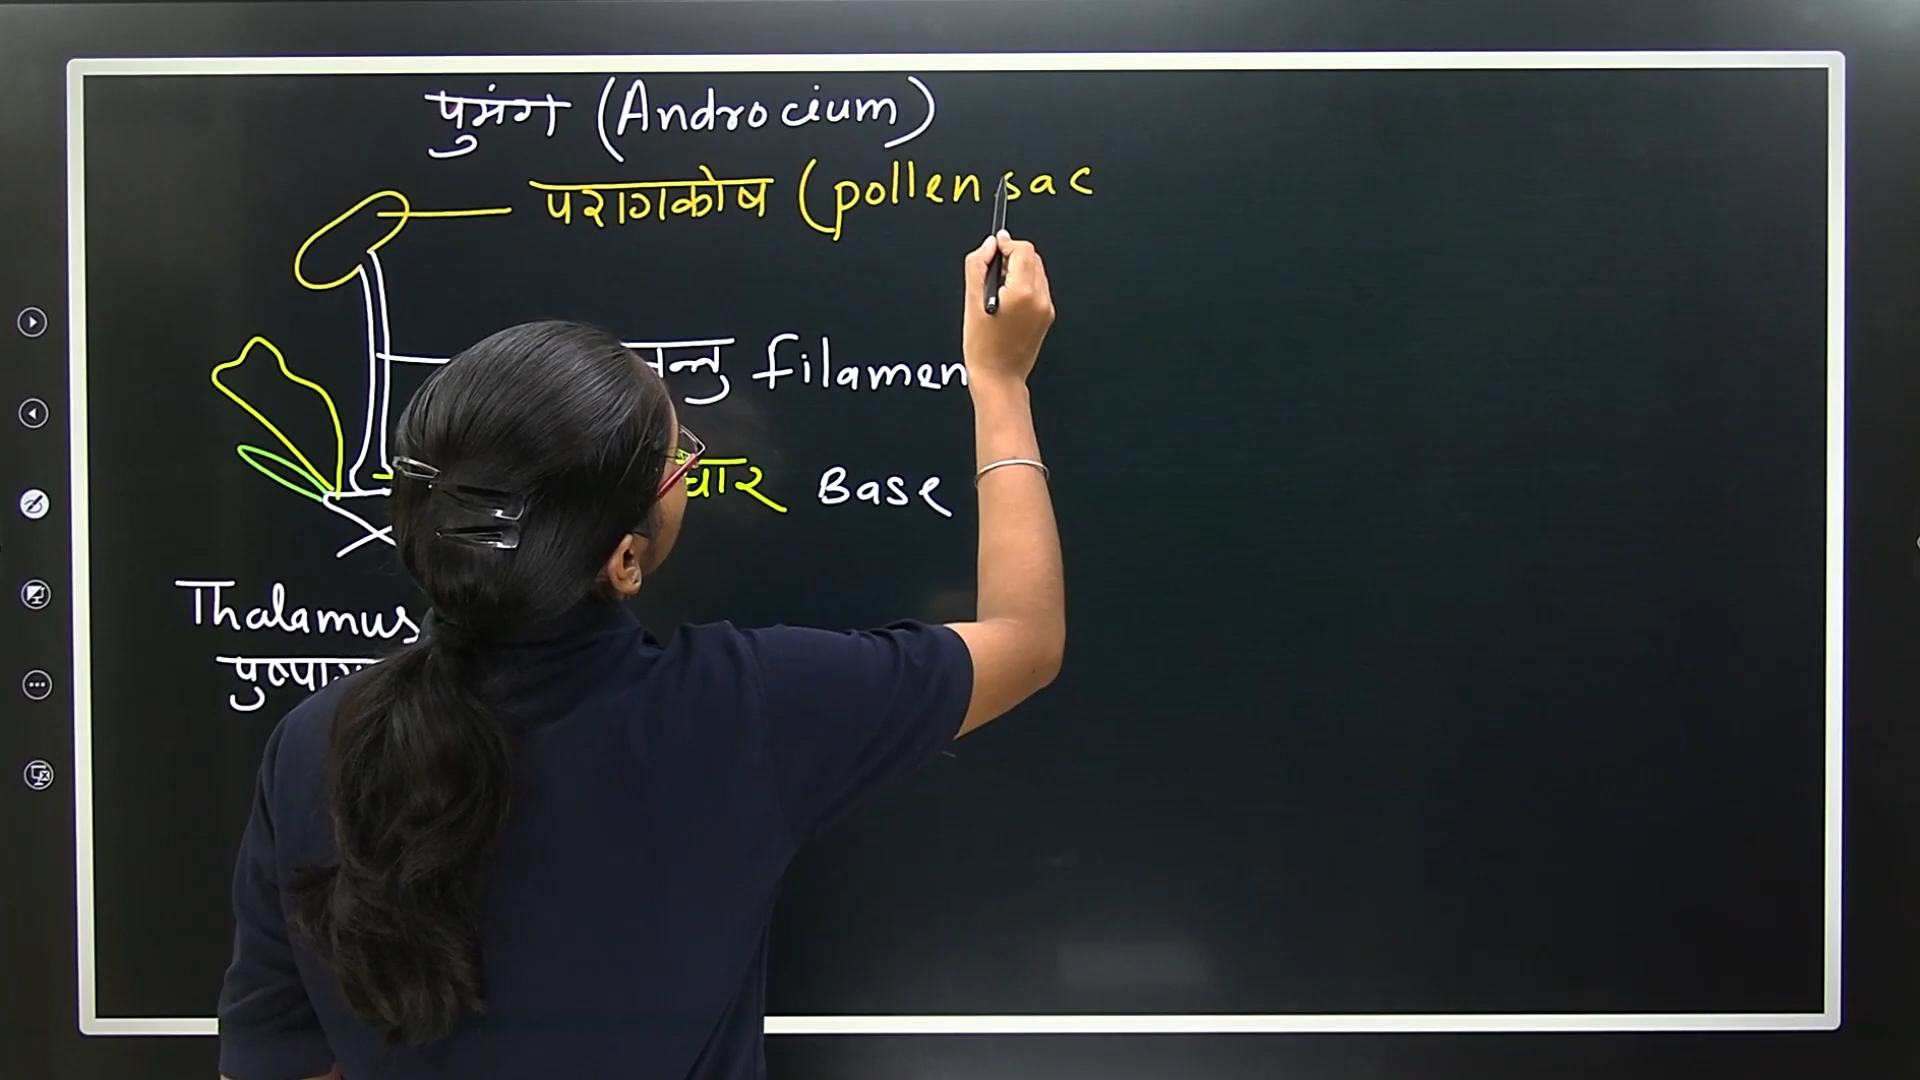 पुमंग (Androcium)
परागकोष (pollen sac
filamen
Base
Thalamus